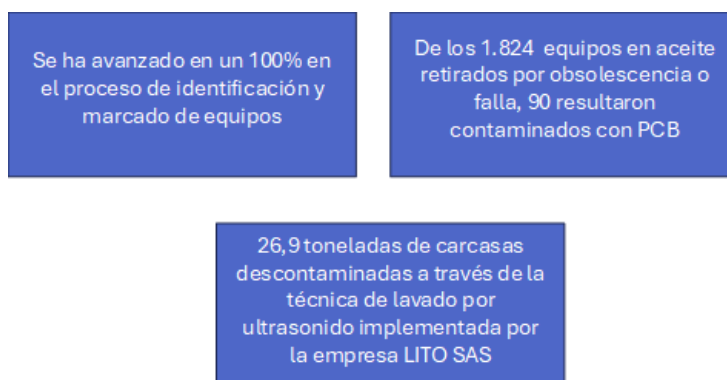 Se ha avanzado en un 100% en
el proceso de identificación y
marcado de equipos
De los 1.824 equipos en aceite
retirados por obsolescencia o
falla, 90 resultaron
contaminados con PCB
26,9 toneladas de carcasas
descontaminadas a través de la
técnica de lavado por
ultrasonido implementada por
la empresa LITO SAS